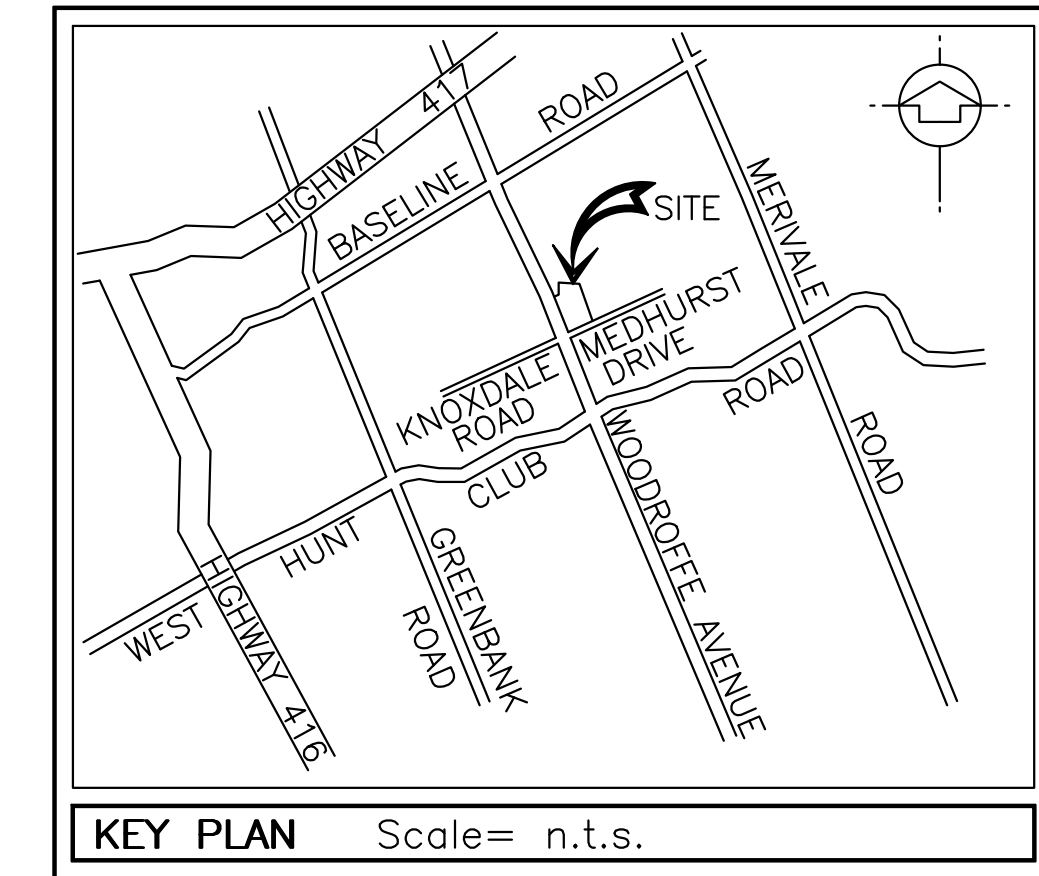 HIGHWAY 417
BASELINE ROAD
SITE
MERIVALE ROAD
MEDHURST
DRIVE
KNOXDALE
ROAD
WEST HUNT CLUB ROAD
WOODROFFE AVENUE
GREENBANK
ROAD
HIGHWAY 416
KEY PLAN Scale= n.t.s.